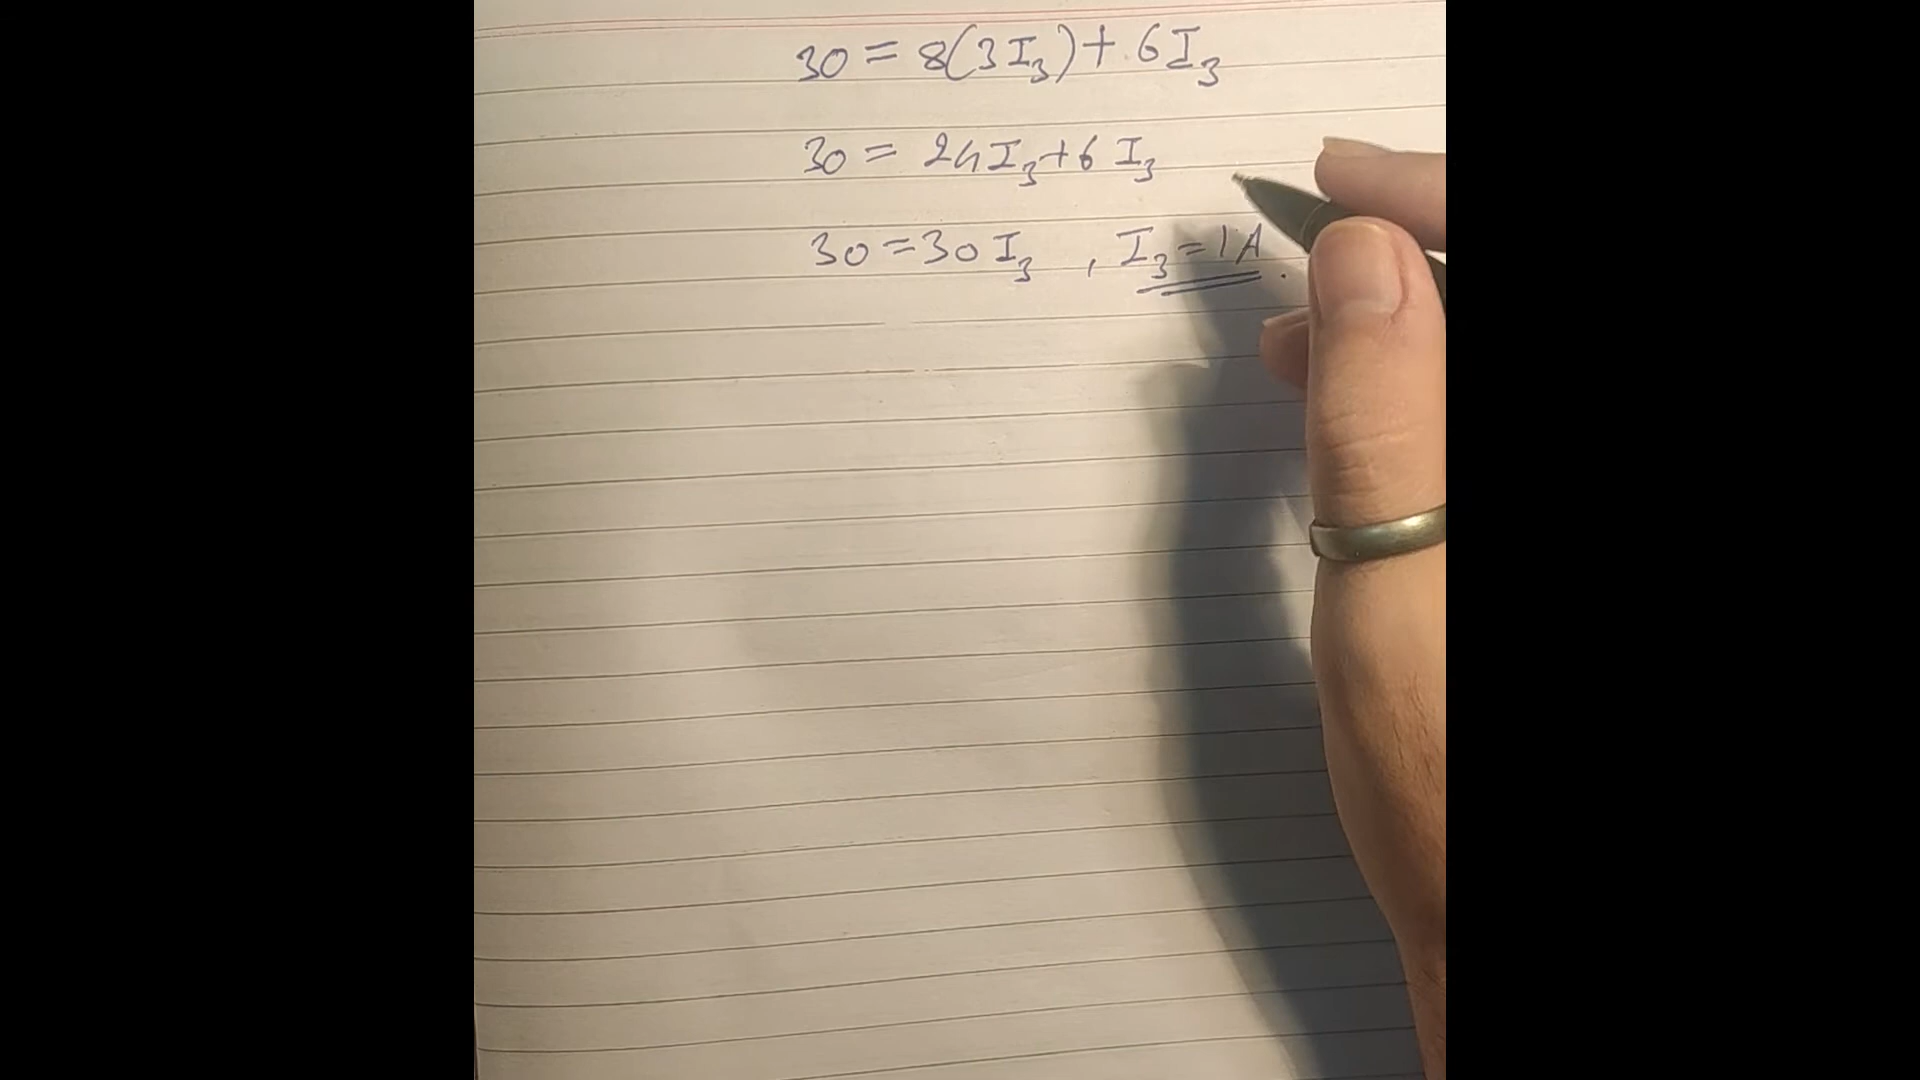 30 = 8(3I₃) + 6I₃
30 = 24I₃ + 6I₃
30 = 30I₃ , I₃ = 1A.